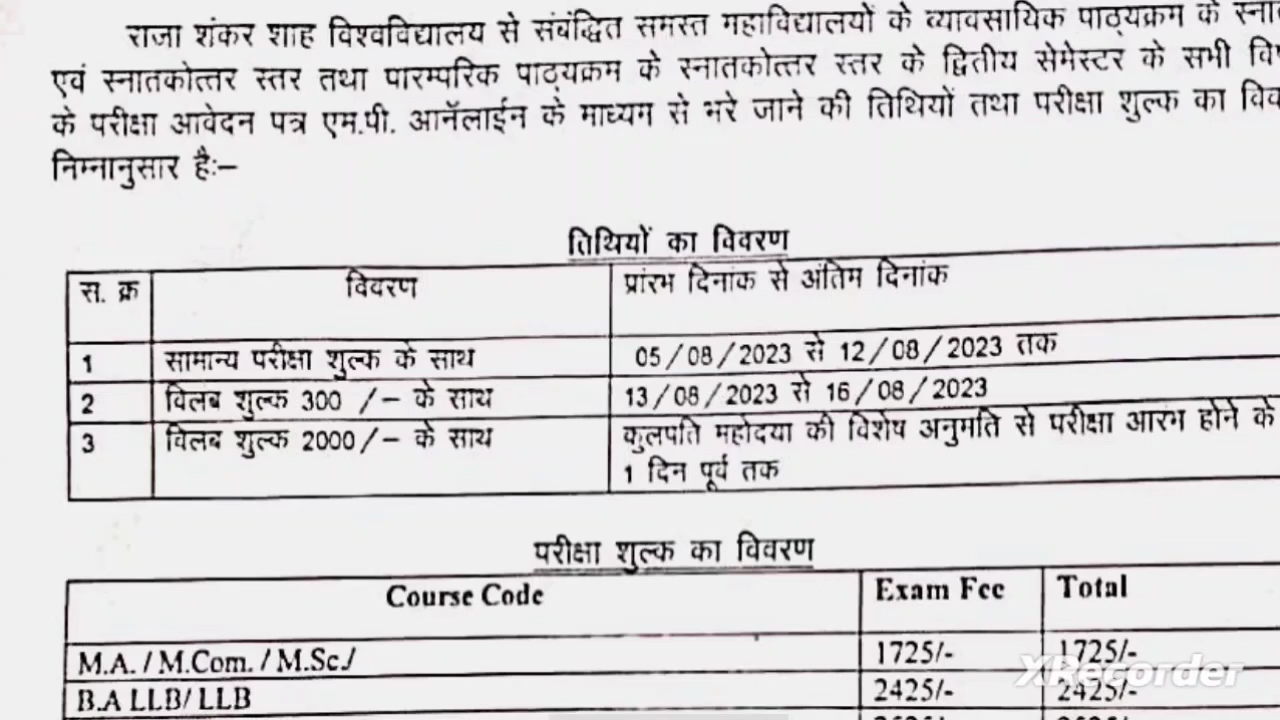 राजा शंकर शाह विश्वविद्यालय से संबंद्धित समस्त महाविद्यालयों के व्यावसायिक पाठ्यक्रम के
एवं स्नातकोत्तर स्तर तथा पारम्परिक पाठ्यक्रम के स्नातकोत्तर स्तर के द्वितीय सेमेस्टर के सभी
के परीक्षा आवेदन पत्र एम.पी. आनॅलाईन के माध्यम से भरे जाने की तिथियों तथा परीक्षा शुल्क का
निम्नानुसार है:–
तिथियों का विवरण
स. क्र विवरण प्रांरभ दिनांक से अंतिम दिनांक
1 सामान्य परीक्षा शुल्क के साथ 05/08/2023 से 12/08/2023 तक
2 विलब शुल्क 300 /– के साथ 13/08/2023 से 16/08/2023
3 विलब शुल्क 2000/– के साथ कुलपति महोदया की विशेष अनुमति से परीक्षा आरंभ होने के
1 दिन पूर्व तक
परीक्षा शुल्क का विवरण
Course Code Exam Fee Total
M.A. / M.Com. / M.Sc./ 1725/- 1725/-
B.A LLB/ LLB 2425/- 2425/-
XRecorder